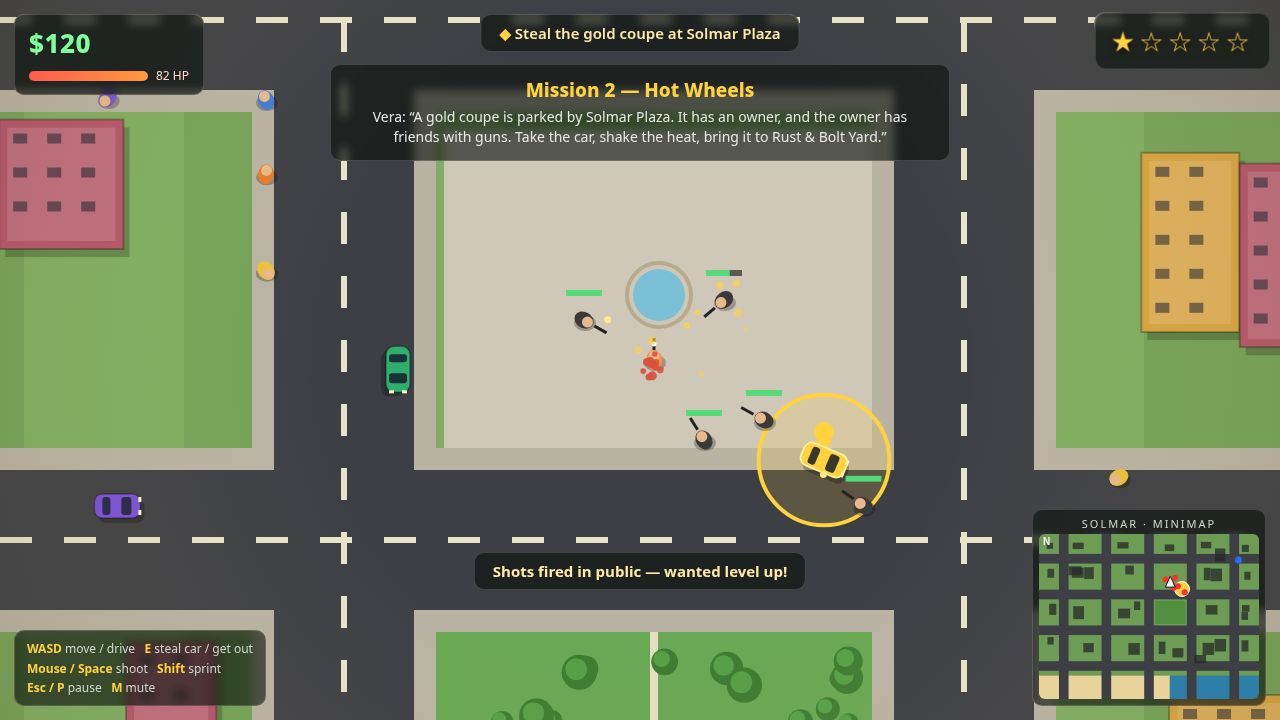 $120
82 HP
◆ Steal the gold coupe at Solmar Plaza
★ ☆ ☆ ☆ ☆
Mission 2 — Hot Wheels
Vera: “A gold coupe is parked by Solmar Plaza. It has an owner, and the owner has
friends with guns. Take the car, shake the heat, bring it to Rust & Bolt Yard.”
Shots fired in public — wanted level up!
SOLMAR · MINIMAP
N
WASD move / drive E steal car / get out
Mouse / Space shoot Shift sprint
Esc / P pause M mute